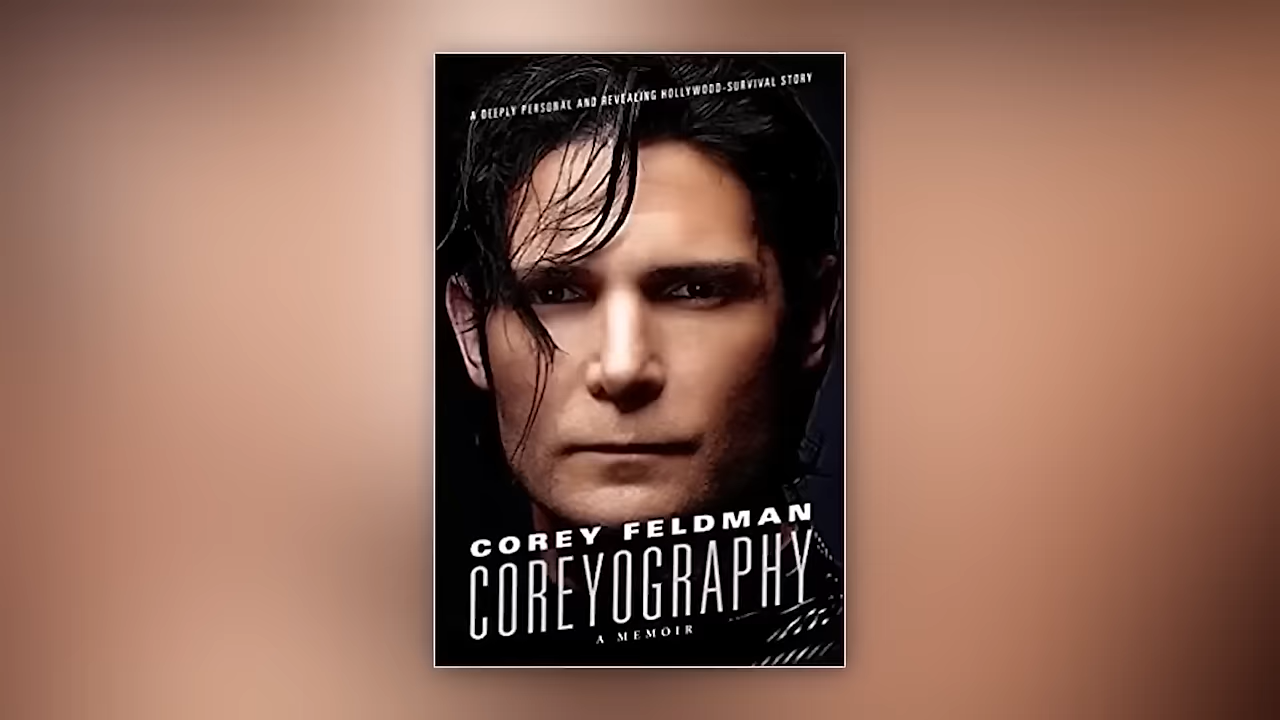 A DEEPLY PERSONAL AND REVEALING HOLLYWOOD-SURVIVAL STORY
COREY FELDMAN
COREYOGRAPHY
A MEMOIR